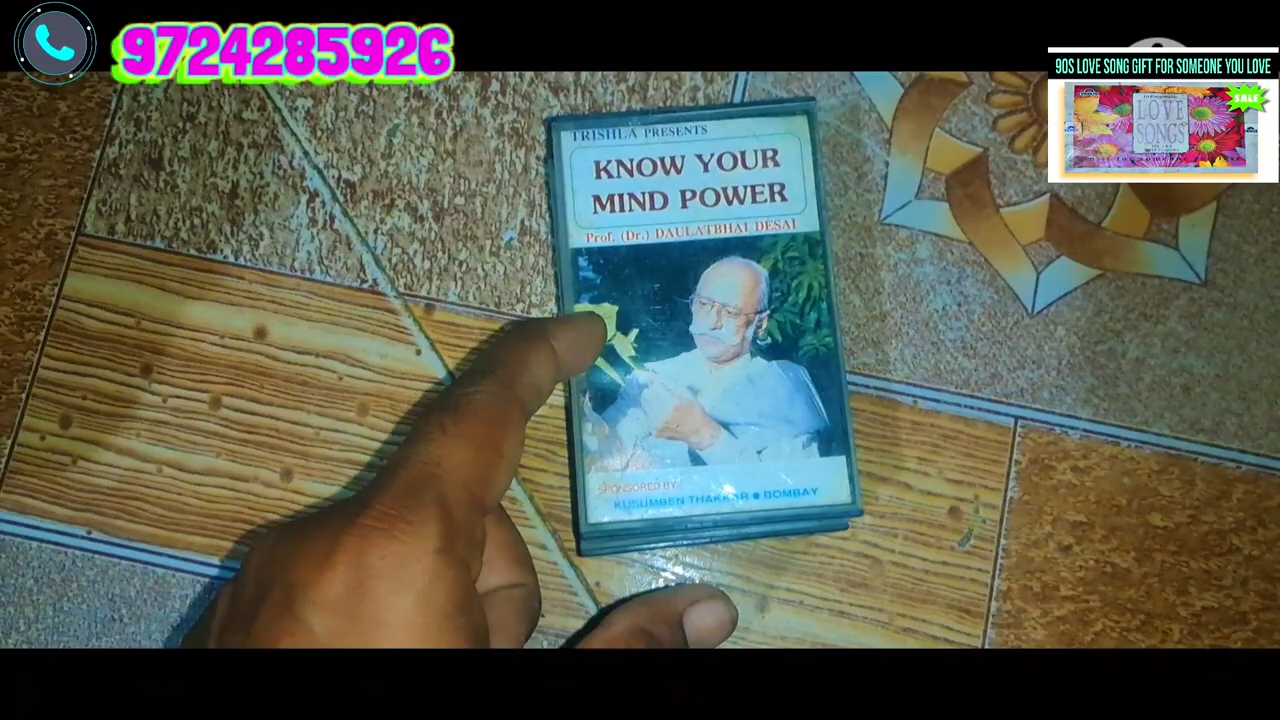 9724285926
90S LOVE SONG GIFT FOR SOMEONE YOU LOVE
SALE
LOVE
SONGS
TRISHLA PRESENTS
KNOW YOUR
MIND POWER
Prof. (Dr.) DAULATBHAI DESAI
SPONSORED BY
KUSUMBEN THAKKAR ● BOMBAY